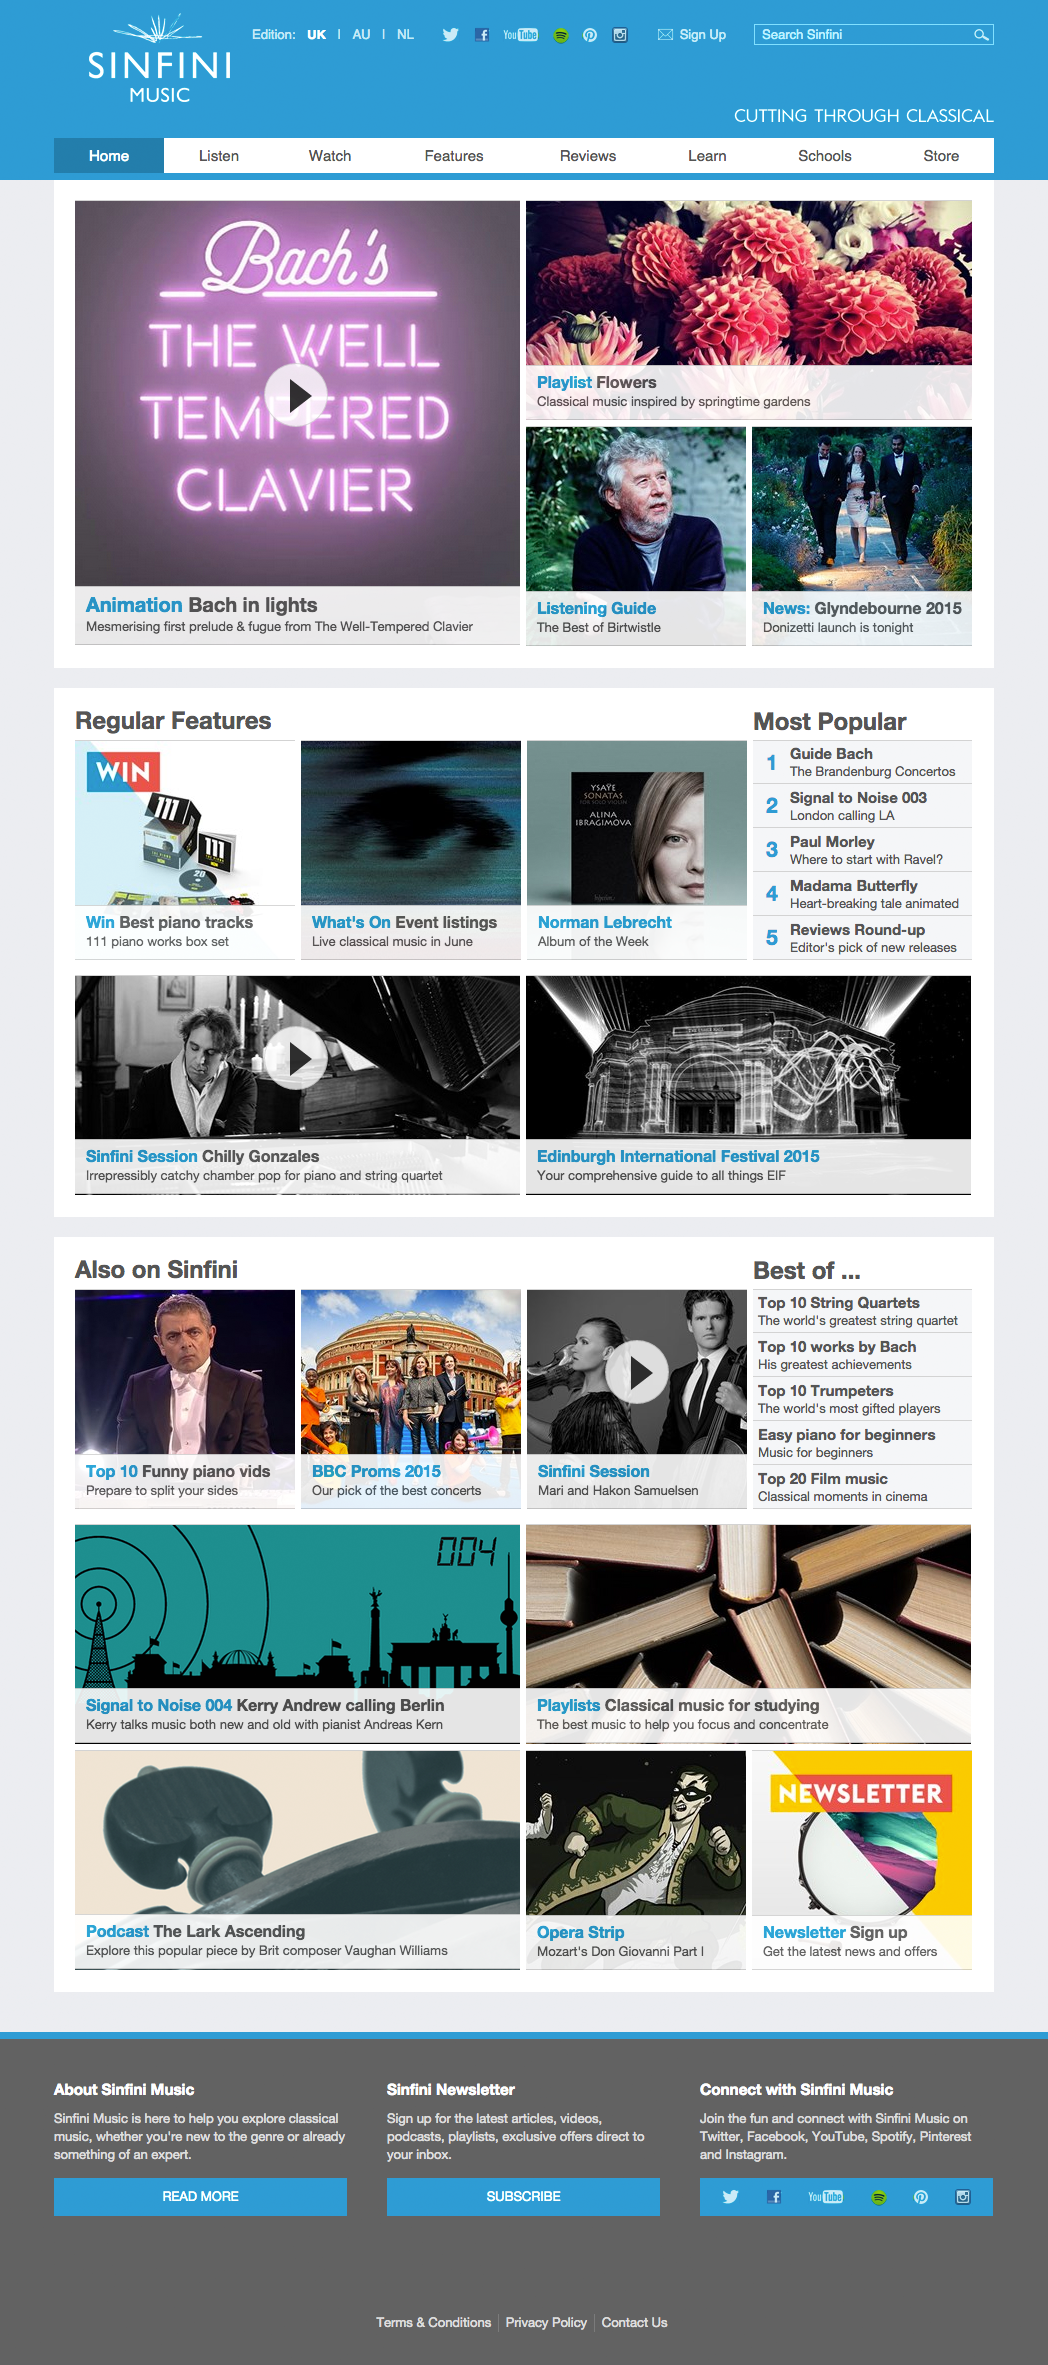 SINFINI
MUSIC
Edition: UK | AU | NL
You Tube
Sign Up
Search Sinfini
CUTTING THROUGH CLASSICAL
Home Listen Watch Features Reviews Learn Schools Store
Bach's
THE WELL
TEMPERED
CLAVIER
Animation Bach in lights
Mesmerising first prelude & fugue from The Well-Tempered Clavier
Playlist Flowers
Classical music inspired by springtime gardens
Listening Guide
The Best of Birtwistle
News: Glyndebourne 2015
Donizetti launch is tonight
Regular Features
WIN
111
111
20
Win Best piano tracks
111 piano works box set
What's On Event listings
Live classical music in June
YSAŸE
SONATAS
FOR SOLO VIOLIN
ALINA
IBRAGIMOVA
Norman Lebrecht
Album of the Week
Most Popular
1 Guide Bach
The Brandenburg Concertos
2 Signal to Noise 003
London calling LA
3 Paul Morley
Where to start with Ravel?
4 Madama Butterfly
Heart-breaking tale animated
5 Reviews Round-up
Editor's pick of new releases
Sinfini Session Chilly Gonzales
Irrepressibly catchy chamber pop for piano and string quartet
THE USHER HALL
Edinburgh International Festival 2015
Your comprehensive guide to all things EIF
Also on Sinfini
Top 10 Funny piano vids
Prepare to split your sides
BBC Proms 2015
Our pick of the best concerts
Sinfini Session
Mari and Hakon Samuelsen
Best of ...
Top 10 String Quartets
The world's greatest string quartet
Top 10 works by Bach
His greatest achievements
Top 10 Trumpeters
The world's most gifted players
Easy piano for beginners
Music for beginners
Top 20 Film music
Classical moments in cinema
004
Signal to Noise 004 Kerry Andrew calling Berlin
Kerry talks music both new and old with pianist Andreas Kern
Playlists Classical music for studying
The best music to help you focus and concentrate
Podcast The Lark Ascending
Explore this popular piece by Brit composer Vaughan Williams
Opera Strip
Mozart's Don Giovanni Part I
NEWSLETTER
Newsletter Sign up
Get the latest news and offers
About Sinfini Music
Sinfini Music is here to help you explore classical
music, whether you're new to the genre or already
something of an expert.
READ MORE
Sinfini Newsletter
Sign up for the latest articles, videos,
podcasts, playlists, exclusive offers direct to
your inbox.
SUBSCRIBE
Connect with Sinfini Music
Join the fun and connect with Sinfini Music on
Twitter, Facebook, YouTube, Spotify, Pinterest
and Instagram.
You Tube
Terms & Conditions | Privacy Policy | Contact Us